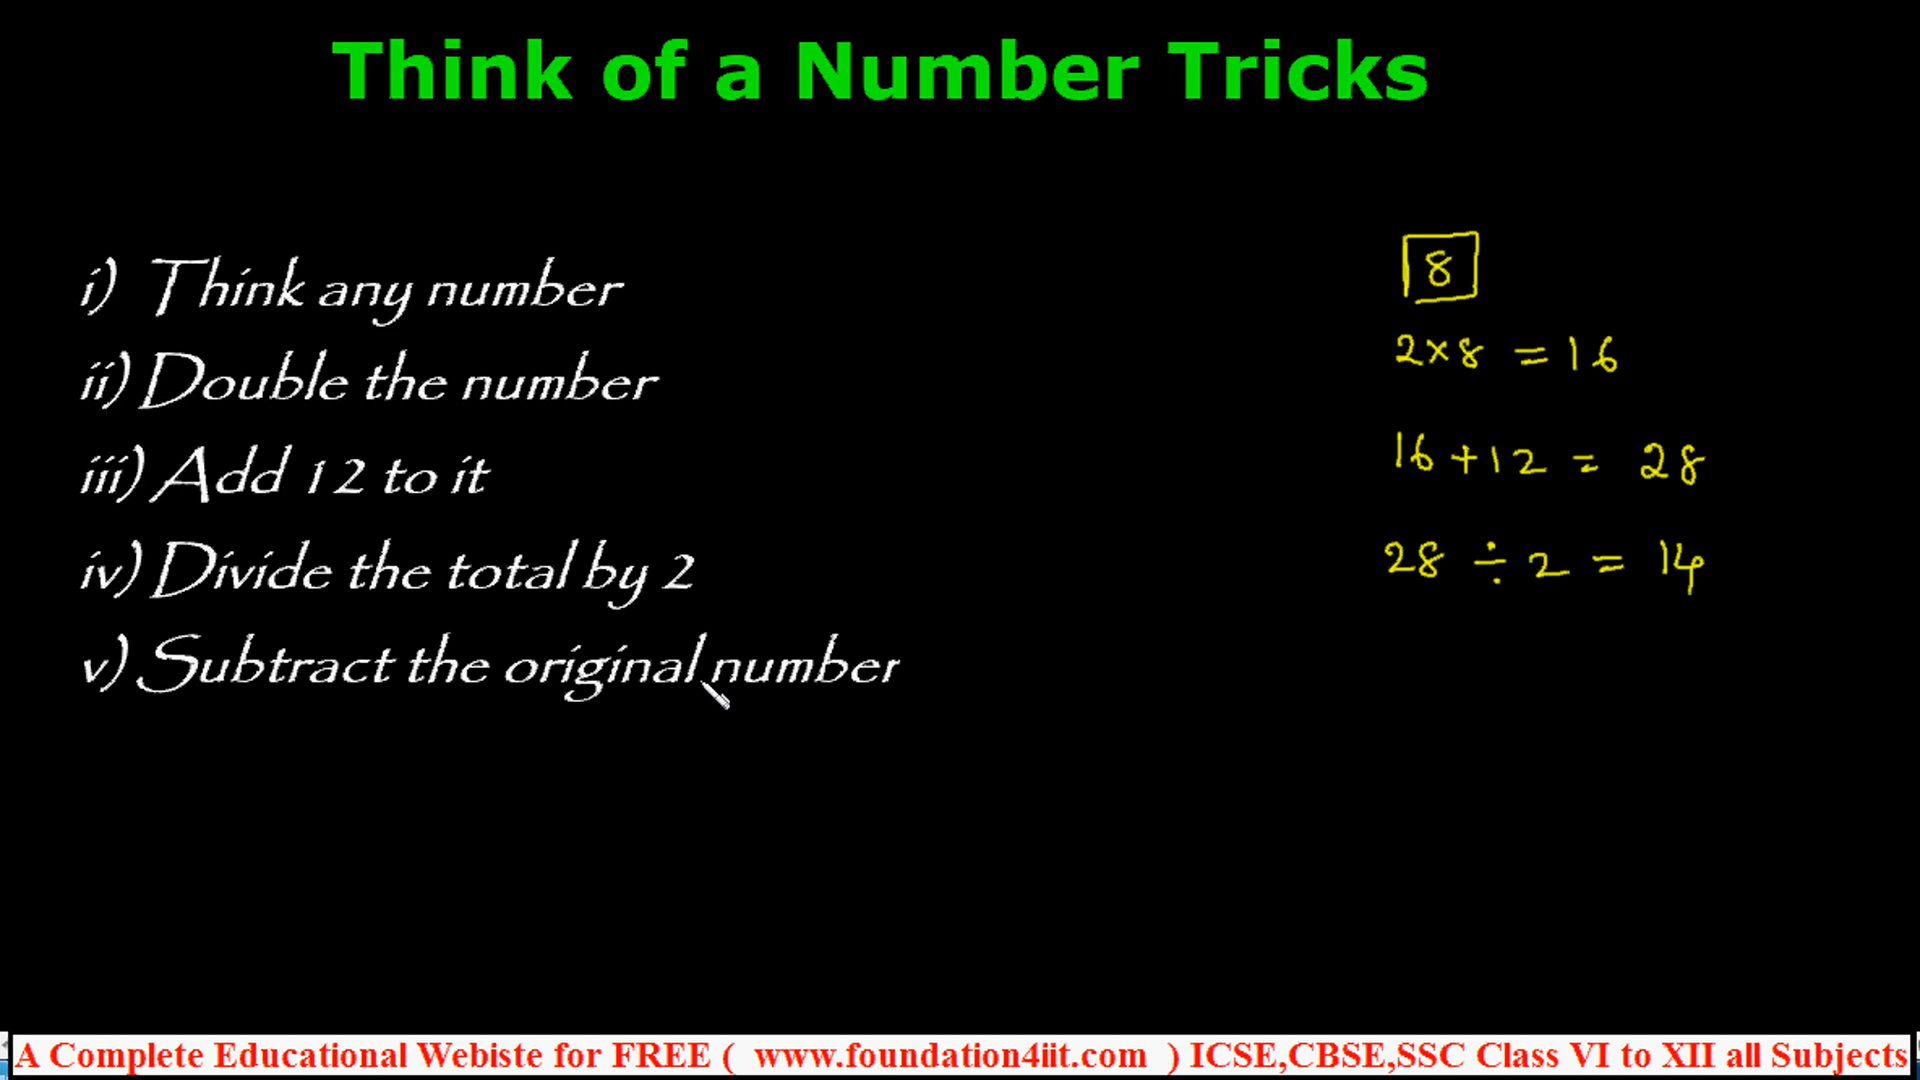 Think of a Number Tricks
i) Think any number
8
ii) Double the number
2×8 = 16
iii) Add 12 to it
16+12 = 28
iv) Divide the total by 2
28 ÷ 2 = 14
v) Subtract the original number
A Complete Educational Webiste for FREE ( www.foundation4iit.com ) ICSE,CBSE,SSC Class VI to XII all Subjects